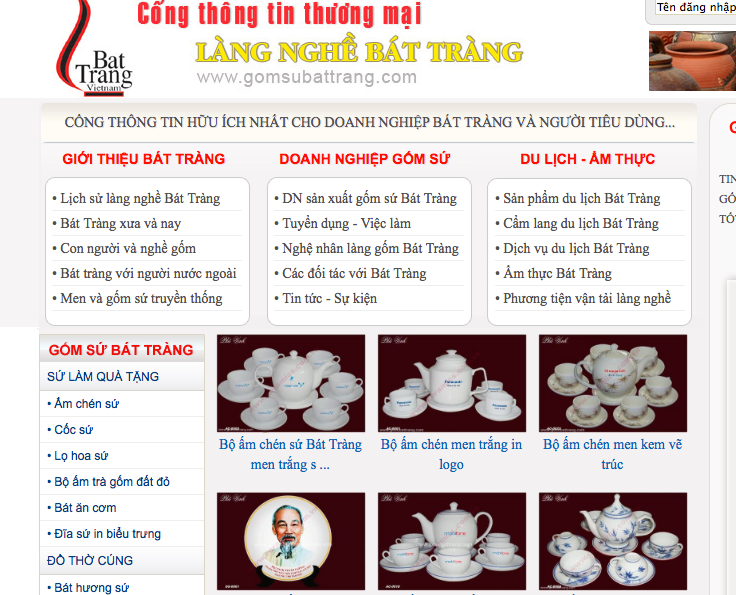 Cổng thông tin thương mại
Tên đăng nhập
LÀNG NGHỀ BÁT TRÀNG
www.gomsubattrang.com
Bat
Trang
Vietnam
CỔNG THÔNG TIN HỮU ÍCH NHẤT CHO DOANH NGHIỆP BÁT TRÀNG VÀ NGƯỜI TIÊU DÙNG...
GIỚI THIỆU BÁT TRÀNG
• Lịch sử làng nghề Bát Tràng
• Bát Tràng xưa và nay
• Con người và nghề gốm
• Bát tràng với người nước ngoài
• Men và gốm sứ truyền thống
DOANH NGHIỆP GỐM SỨ
• DN sản xuất gốm sứ Bát Tràng
• Tuyển dụng - Việc làm
• Nghệ nhân làng gốm Bát Tràng
• Các đối tác với Bát Tràng
• Tin tức - Sự kiện
DU LỊCH - ẨM THỰC
• Sản phẩm du lịch Bát Tràng
• Cẩm lang du lịch Bát Tràng
• Dịch vụ du lịch Bát Tràng
• Ẩm thực Bát Tràng
• Phương tiện vận tải làng nghề
GỐM SỨ BÁT TRÀNG
SỨ LÀM QUÀ TẶNG
• Ấm chén sứ
• Cốc sứ
• Lọ hoa sứ
• Bộ ấm trà gốm đất đỏ
• Bát ăn cơm
• Đĩa sứ in biểu trưng
ĐỒ THỜ CÚNG
• Bát hương sứ
Bộ ấm chén sứ Bát Tràng
men trắng s ...
Bộ ấm chén men trắng in
logo
Bộ ấm chén men kem vẽ
trúc